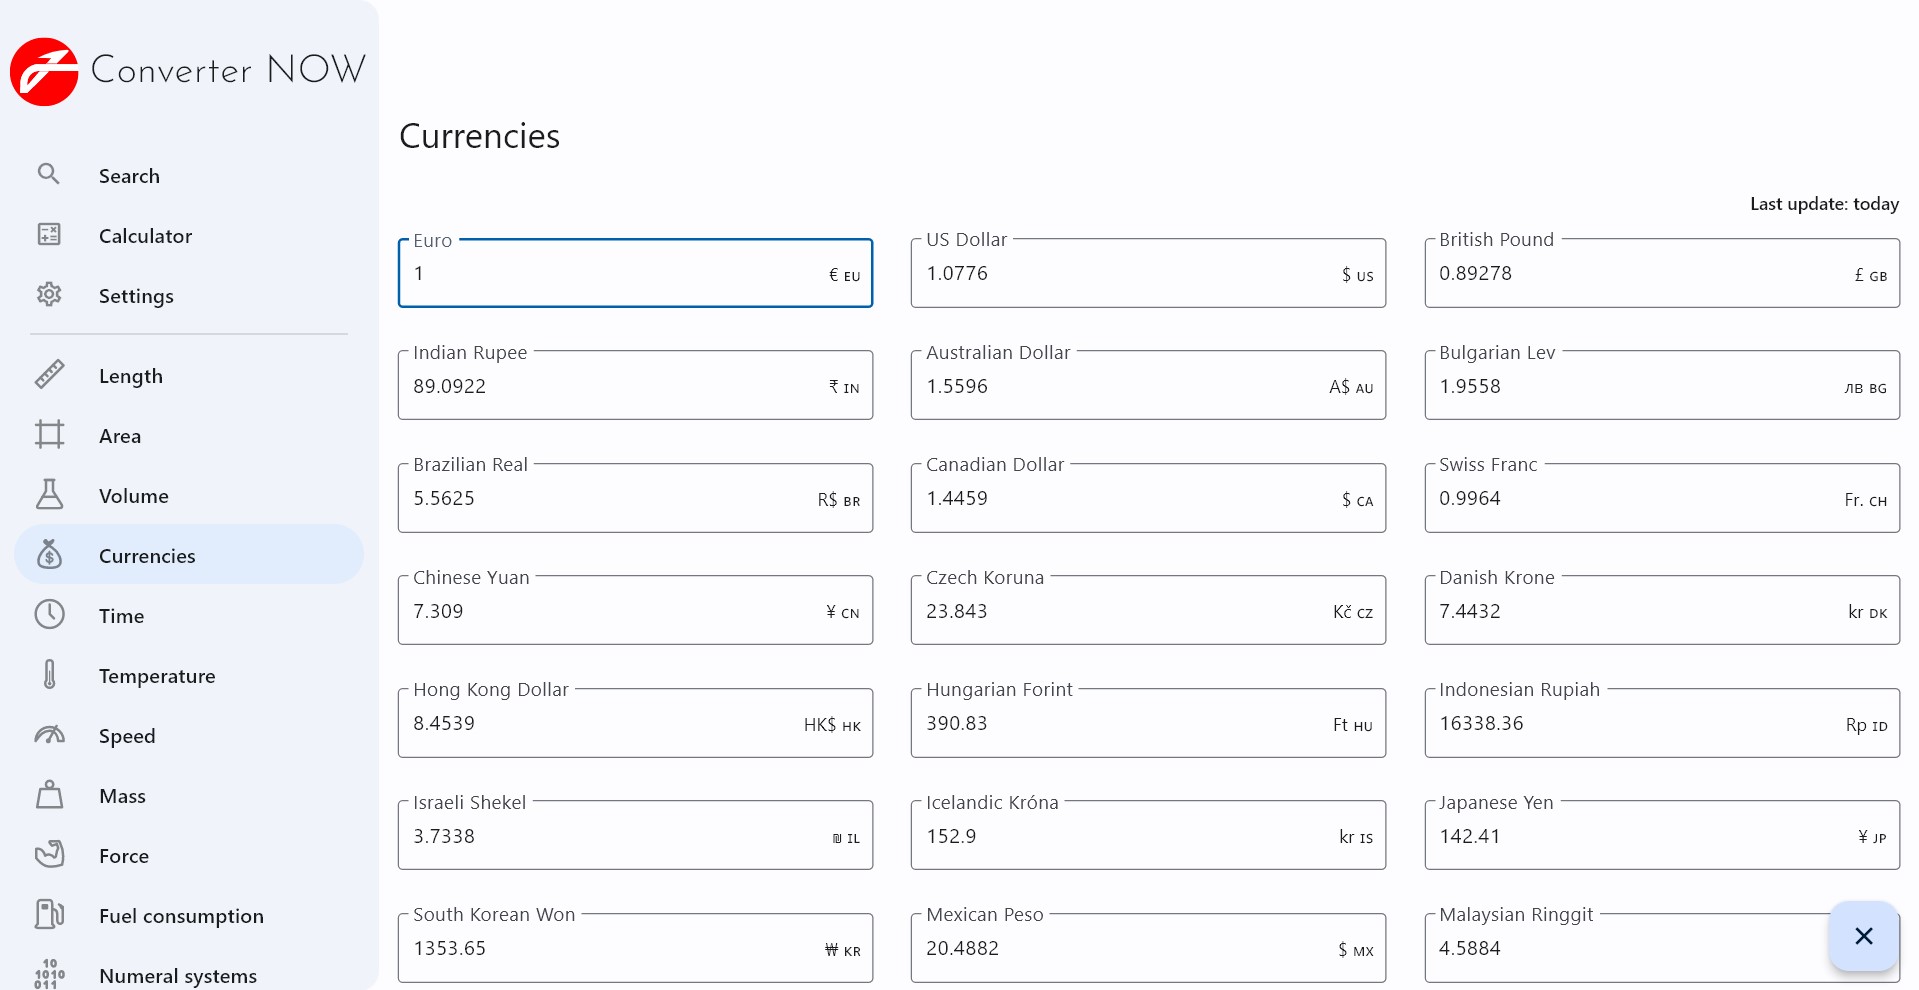 Converter NOW
Search
Calculator
Settings
Length
Area
Volume
Currencies
Time
Temperature
Speed
Mass
Force
Fuel consumption
10
1010
011
Numeral systems
Currencies
Last update: today
Euro
1 € EU
US Dollar
1.0776 $ US
British Pound
0.89278 £ GB
Indian Rupee
89.0922 ₹ IN
Australian Dollar
1.5596 A$ AU
Bulgarian Lev
1.9558 лв BG
Brazilian Real
5.5625 R$ BR
Canadian Dollar
1.4459 $ CA
Swiss Franc
0.9964 Fr. CH
Chinese Yuan
7.309 ¥ CN
Czech Koruna
23.843 Kč CZ
Danish Krone
7.4432 kr DK
Hong Kong Dollar
8.4539 HK$ HK
Hungarian Forint
390.83 Ft HU
Indonesian Rupiah
16338.36 Rp ID
Israeli Shekel
3.7338 ₪ IL
Icelandic Króna
152.9 kr IS
Japanese Yen
142.41 ¥ JP
South Korean Won
1353.65 ₩ KR
Mexican Peso
20.4882 $ MX
Malaysian Ringgit
4.5884